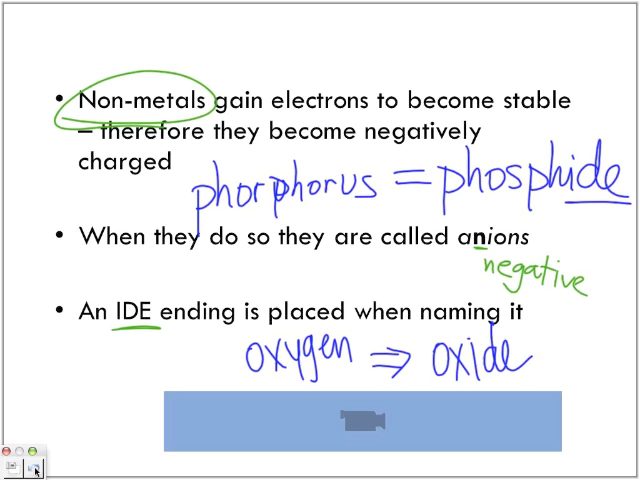 • Non-metals gain electrons to become stable
– therefore they become negatively
charged
phorphorus = phosphide
• When they do so they are called anions
negative
• An IDE ending is placed when naming it
oxygen ⇒ oxide